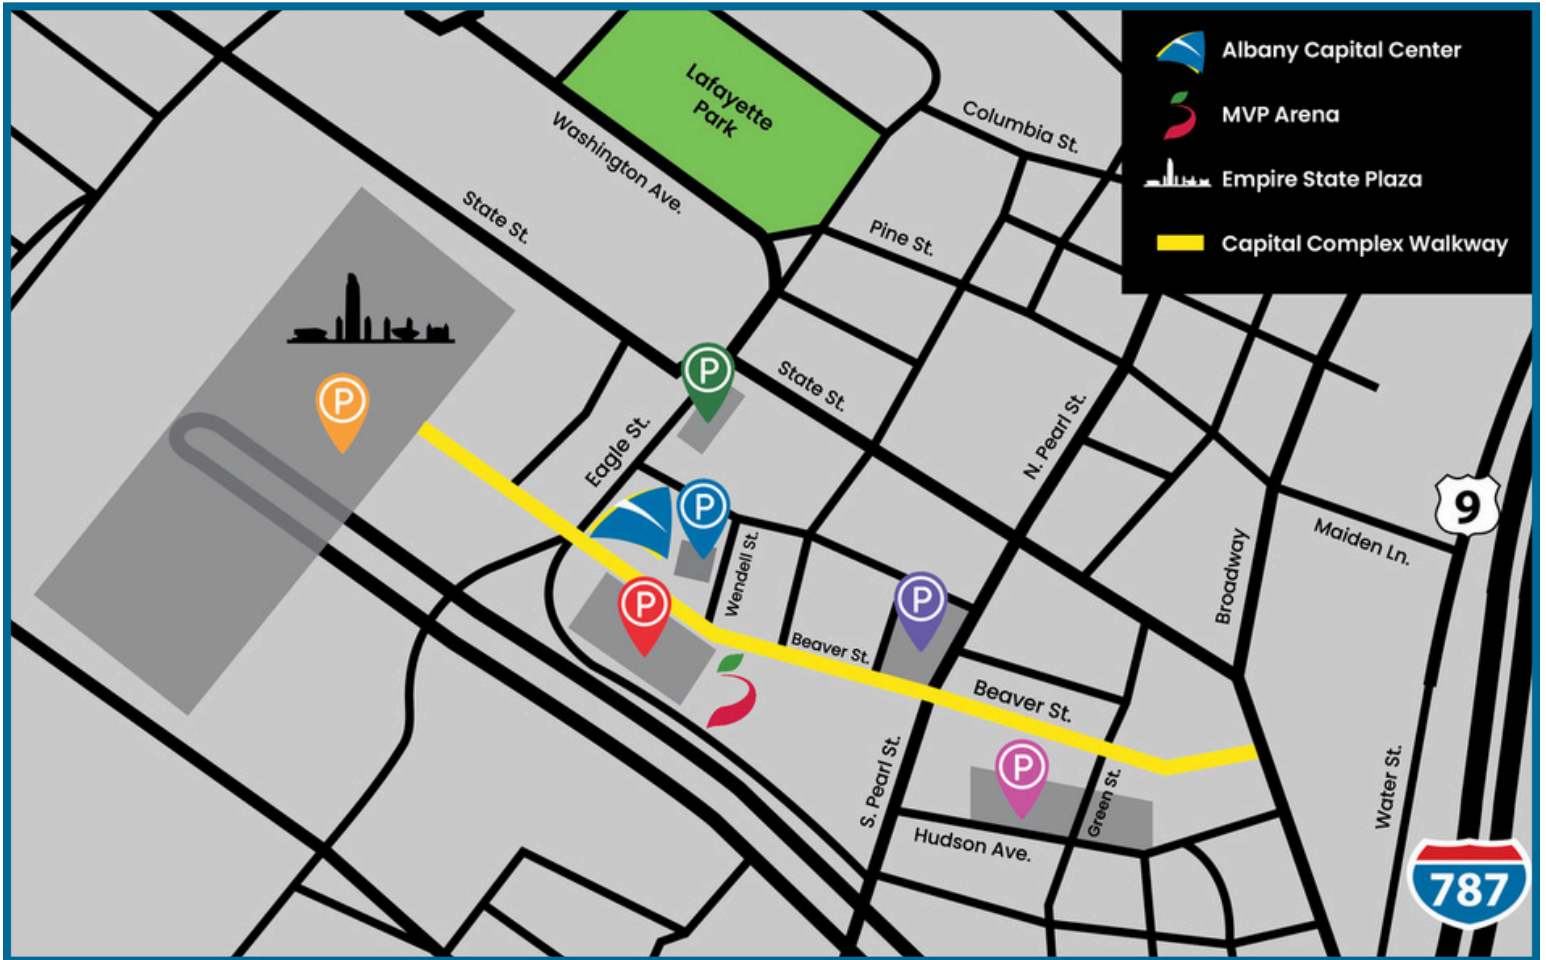 Albany Capital Center
MVP Arena
Empire State Plaza
Capital Complex Walkway
Lafayette
Park
Columbia St.
Washington Ave.
State St.
Pine St.
P
State St.
P
Eagle St.
N. Pearl St.
P
9
Maiden Ln.
Wendell St.
Broadway
P
P
Beaver St.
Beaver St.
S. Pearl St.
P
Green St.
Water St.
Hudson Ave.
787